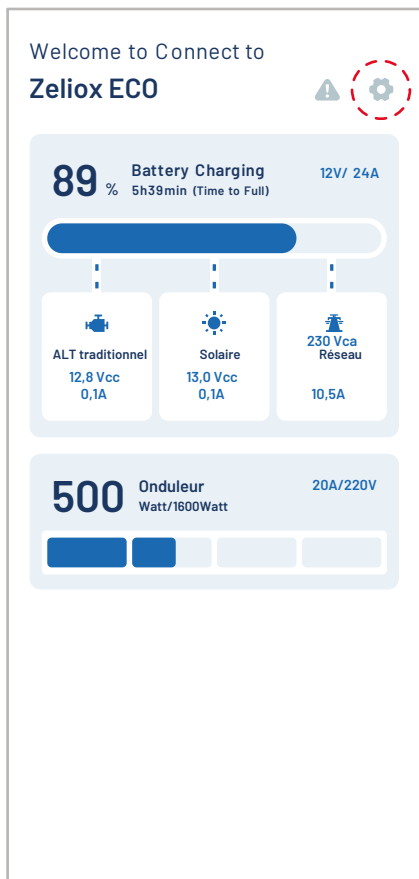 Welcome to Connect to
Zeliox ECO
89 % Battery Charging 12V/ 24A
5h39min (Time to Full)
ALT traditionnel
12,8 Vcc
0,1A
Solaire
13,0 Vcc
0,1A
230 Vca
Réseau
10,5A
500 Onduleur 20A/220V
Watt/1600Watt